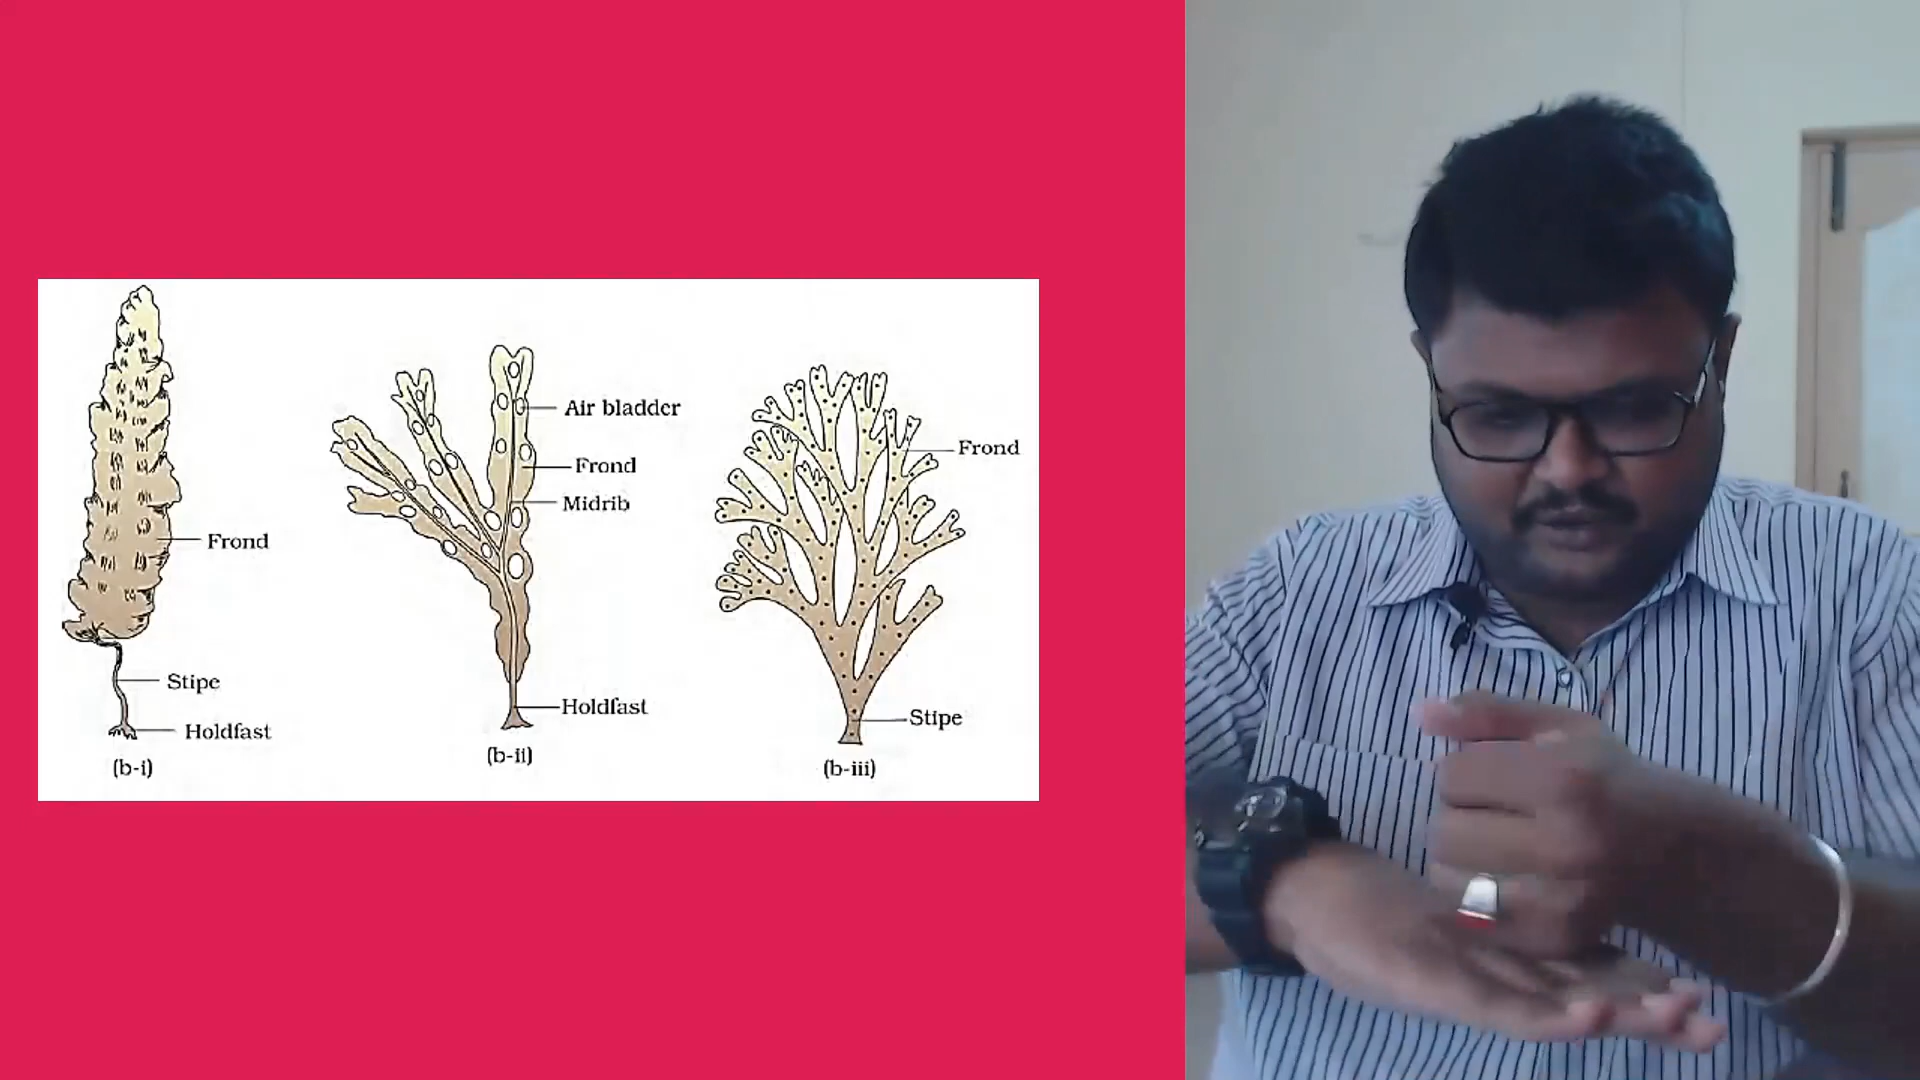 Frond
Stipe
Holdfast
(b-i)
Air bladder
Frond
Midrib
Holdfast
(b-ii)
Frond
Stipe
(b-iii)